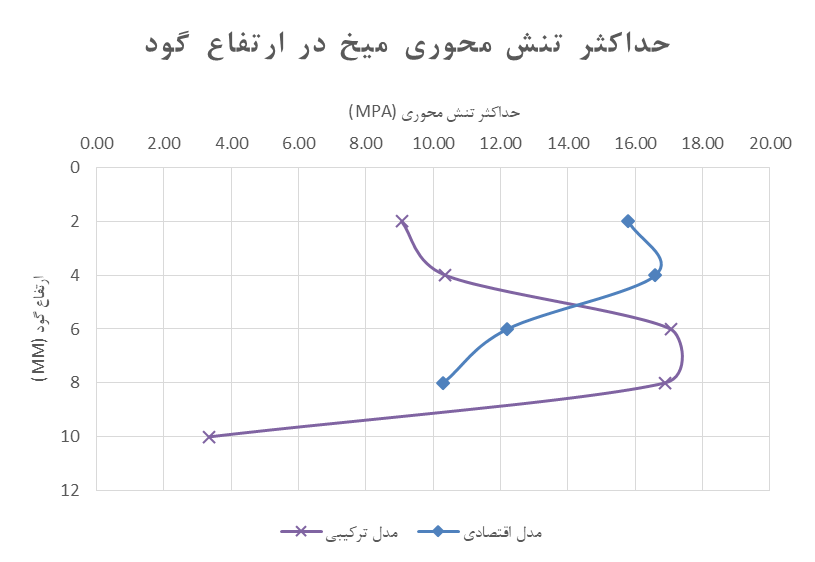 حداکثر تنش محوری میخ در ارتفاع گود
حداکثر تنش محوری (MPA)
0.00 2.00 4.00 6.00 8.00 10.00 12.00 14.00 16.00 18.00 20.00
0
2
4
6
8
10
12
ارتفاع گود (MM)
مدل اقتصادی
مدل ترکیبی